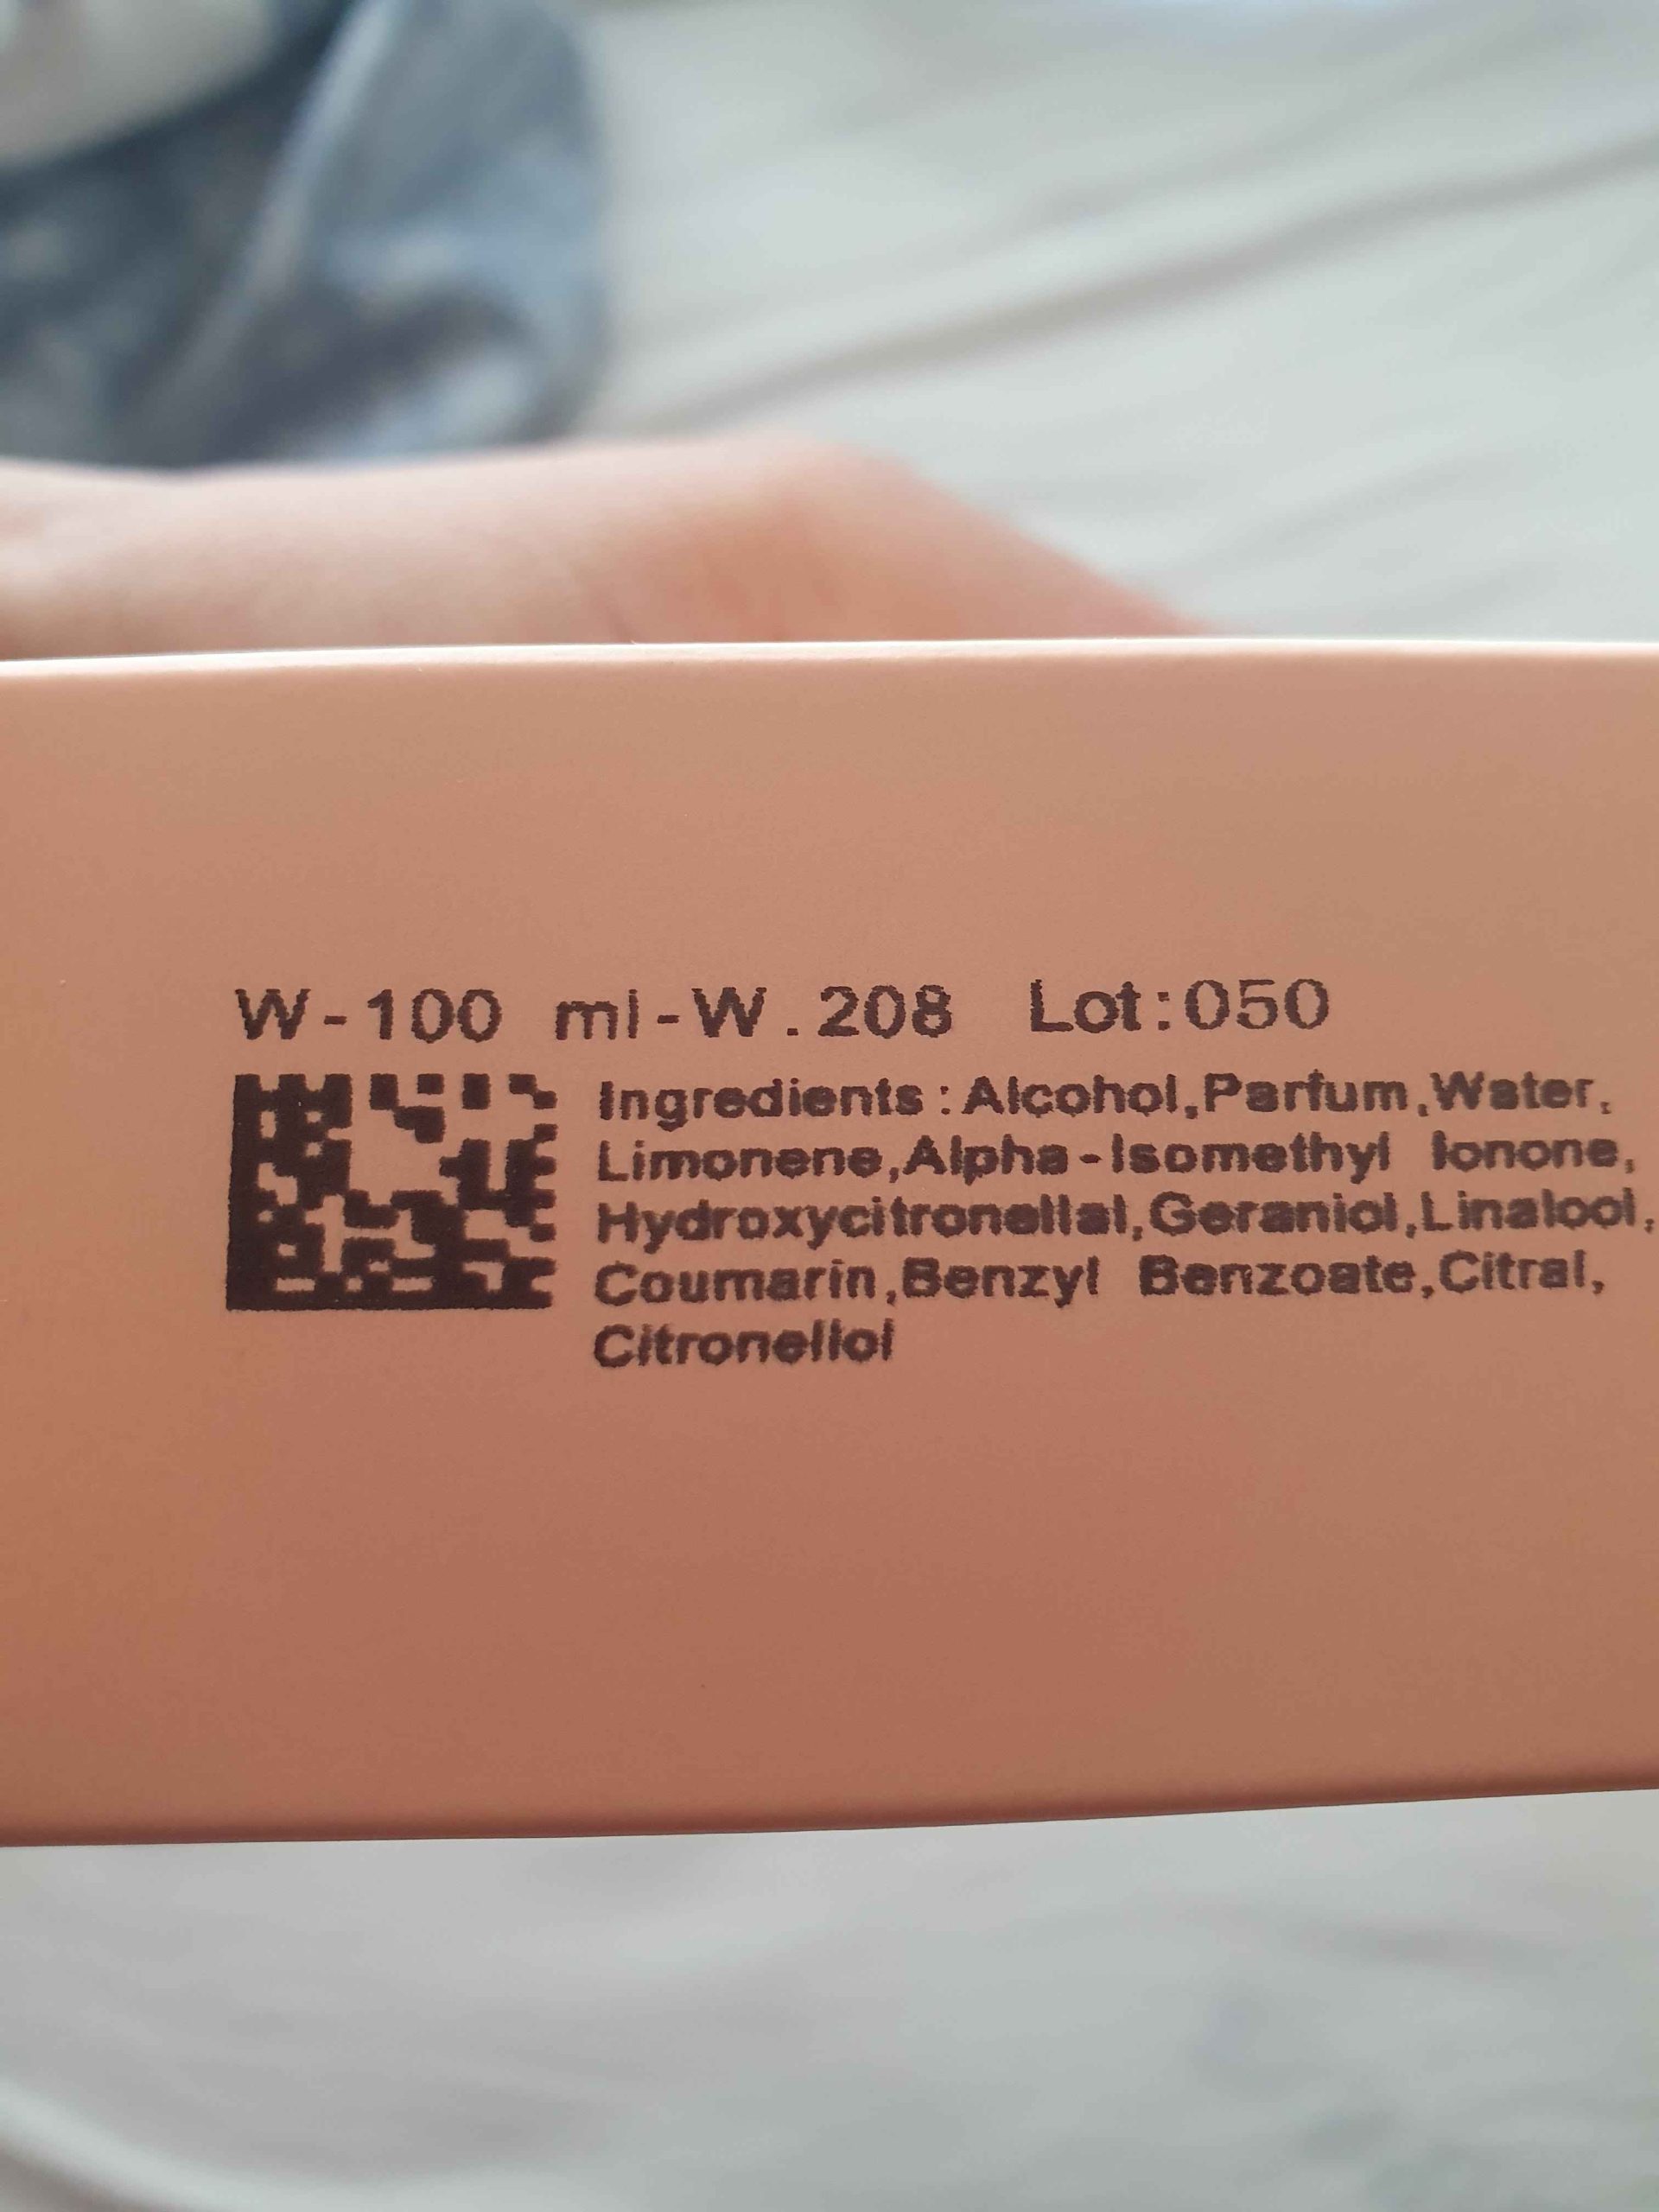 W-100 ml-W.208 Lot:050
Ingredients:Alcohol,Parfum,Water,
Limonene,Alpha-Isomethyl Ionone,
Hydroxycitronellal,Geraniol,Linalool,
Coumarin,Benzyl Benzoate,Citral,
Citronellol